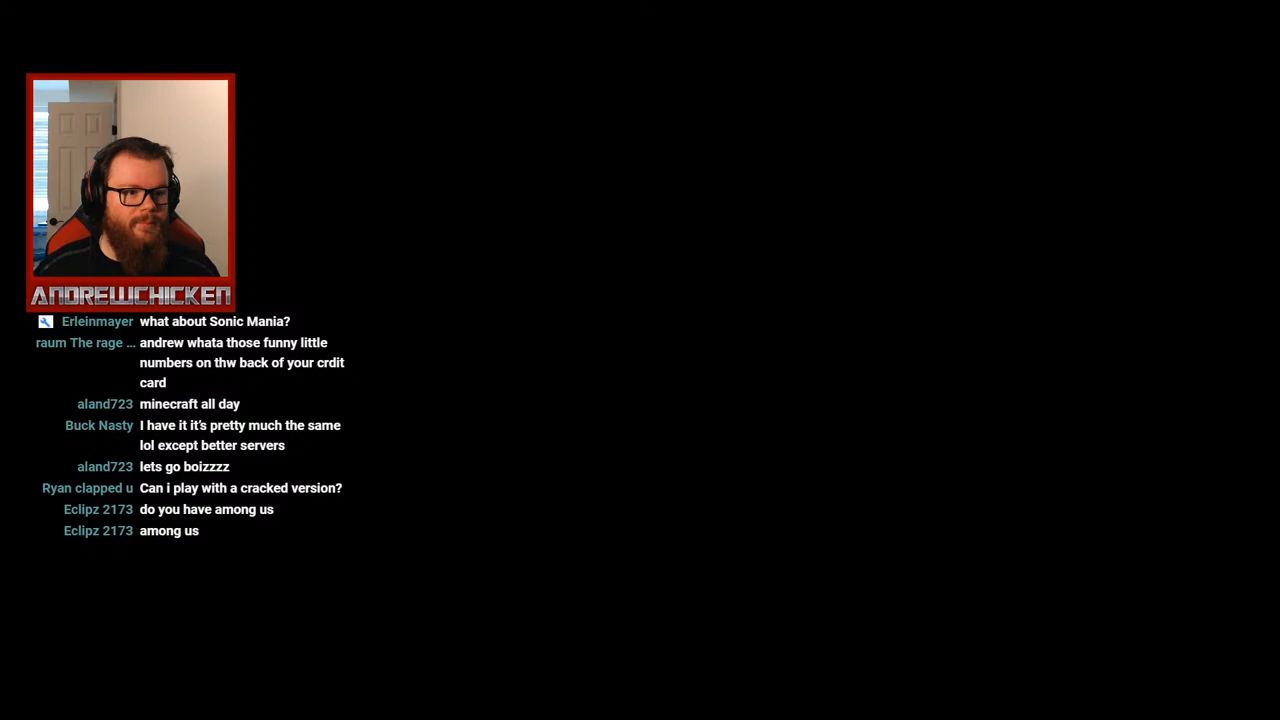 ANDREWCHICKEN
Erleinmayer what about Sonic Mania?
raum The rage ... andrew whata those funny little
numbers on thw back of your crdit
card
aland723 minecraft all day
Buck Nasty I have it it's pretty much the same
lol except better servers
aland723 lets go boizzzz
Ryan clapped u Can i play with a cracked version?
Eclipz 2173 do you have among us
Eclipz 2173 among us